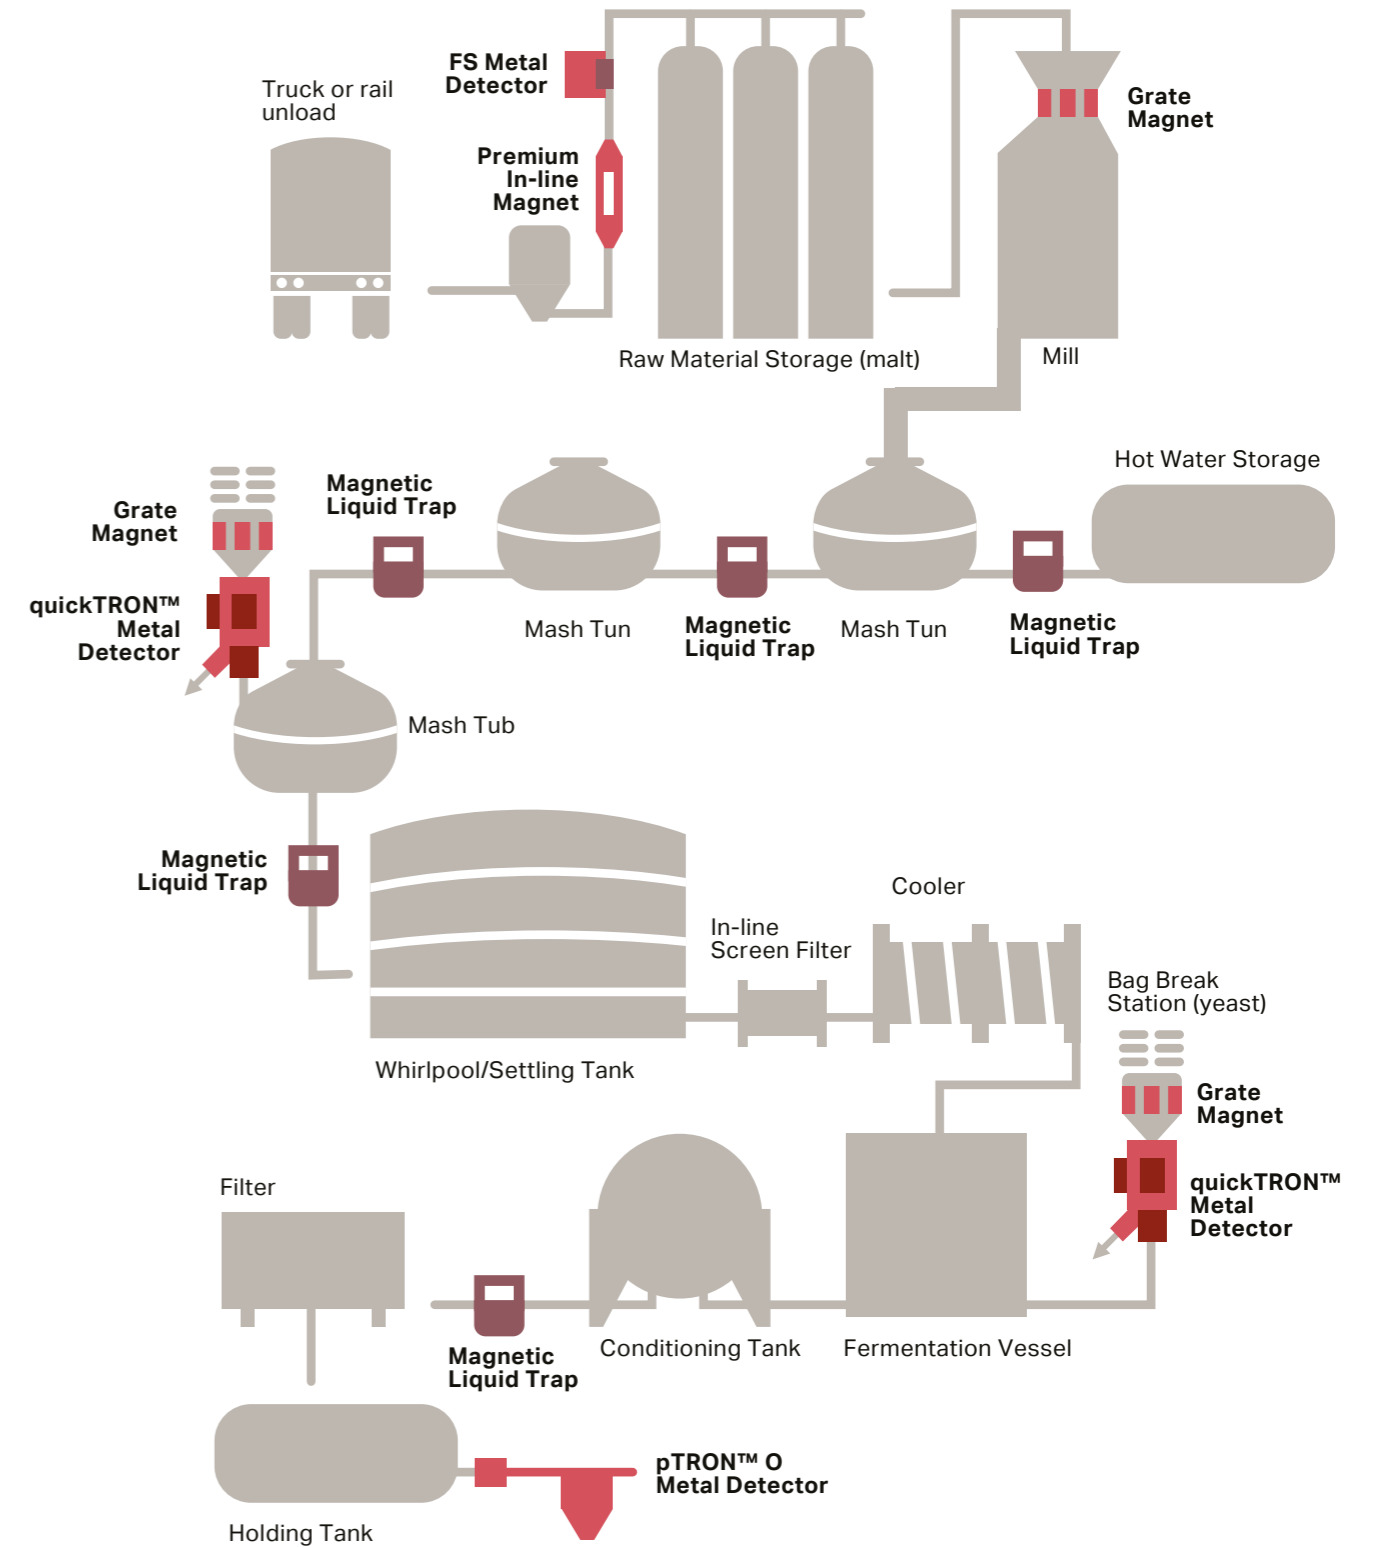 Truck or rail
unload
FS Metal
Detector
Premium
In-line
Magnet
Grate
Magnet
Raw Material Storage (malt)
Mill
Hot Water Storage
Magnetic
Liquid Trap
Grate
Magnet
quickTRON™
Metal
Detector
Mash Tun
Magnetic
Liquid Trap
Mash Tun
Magnetic
Liquid Trap
Mash Tub
Magnetic
Liquid Trap
Cooler
In-line
Screen Filter
Bag Break
Station (yeast)
Whirlpool/Settling Tank
Grate
Magnet
quickTRON™
Metal
Detector
Filter
Magnetic
Liquid Trap
Conditioning Tank
Fermentation Vessel
pTRON™ O
Metal Detector
Holding Tank